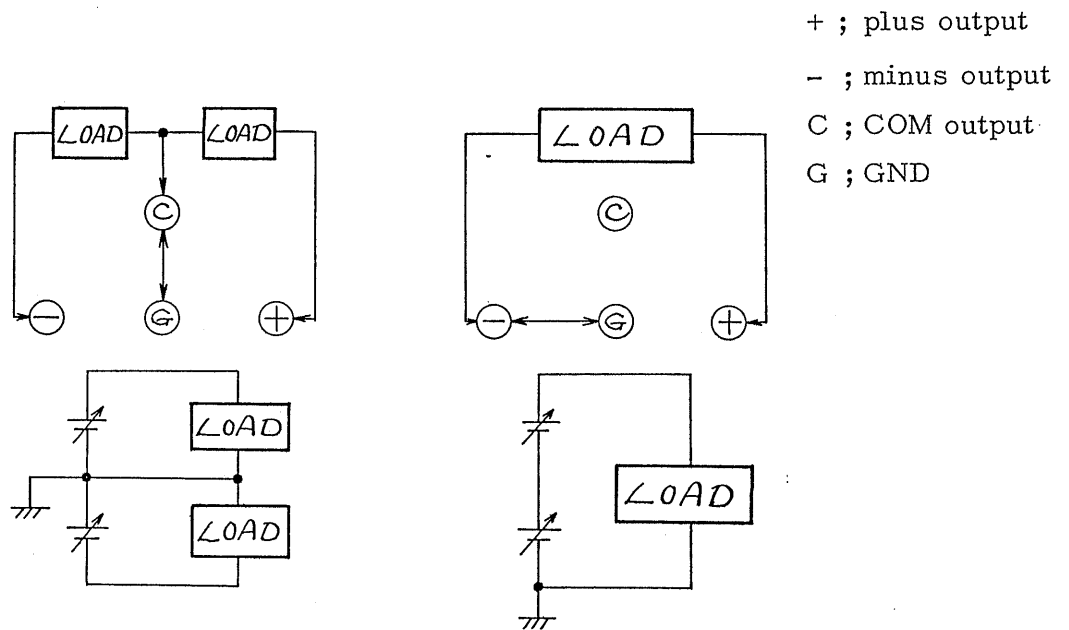 + ; plus output
- ; minus output
C ; COM output
G ; GND
LOAD LOAD
LOAD
C
C
- G +
- G +
LOAD
LOAD
LOAD